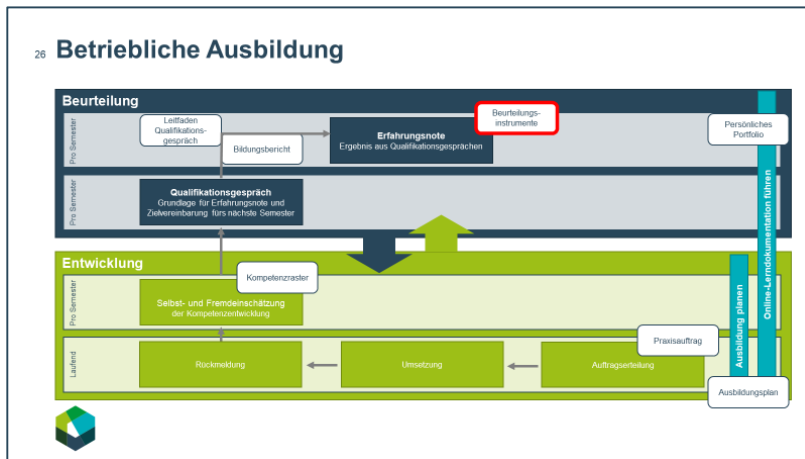 26 Betriebliche Ausbildung
Beurteilung
Pro Semester
Leitfaden
Qualifikations-
gespräch
Bildungsbericht
Erfahrungsnote
Ergebnis aus Qualifikationsgesprächen
Beurteilungs-
instrumente
Persönliches
Portfolio
Pro Semester
Qualifikationsgespräch
Grundlage für Erfahrungsnote und
Zielvereinbarung fürs nächste Semester
Online-Lerndokumentation führen
Entwicklung
Pro Semester
Kompetenzraster
Selbst- und Fremdeinschätzung
der Kompetenzentwicklung
Ausbildung planen
Laufend
Rückmeldung
Umsetzung
Auftragserteilung
Praxisauftrag
Ausbildungsplan